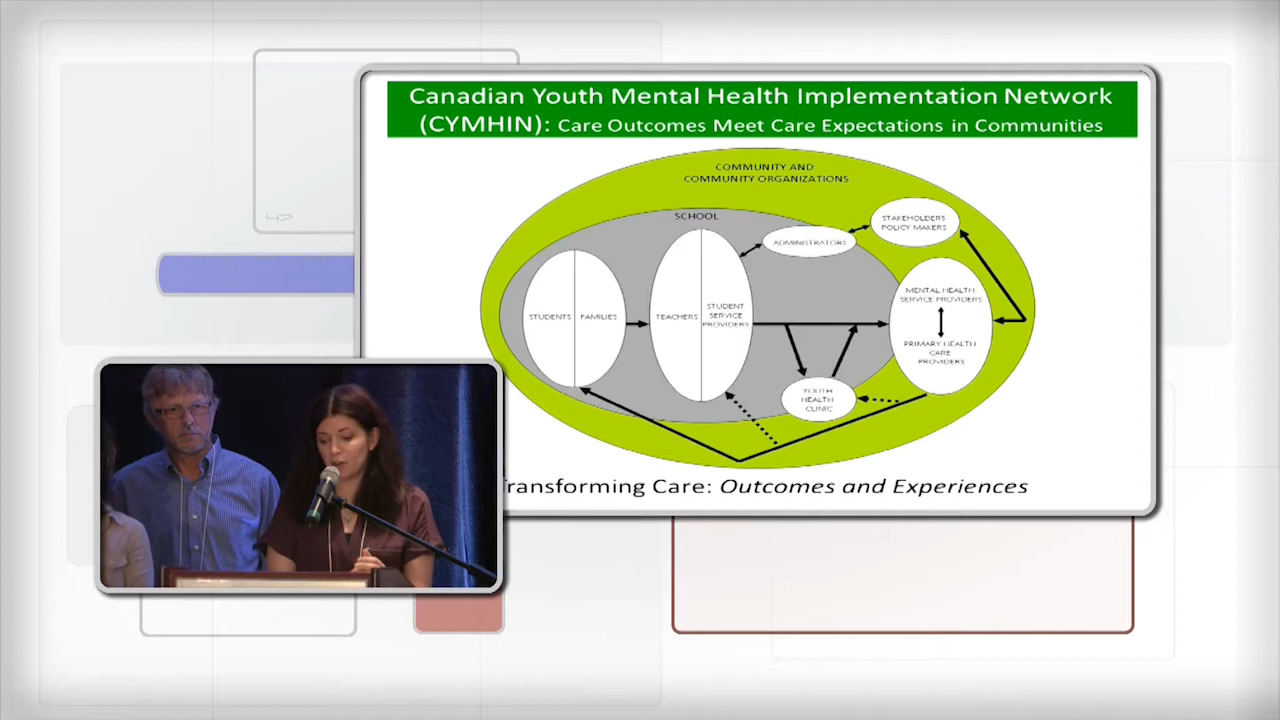 Canadian Youth Mental Health Implementation Network
(CYMHIN): Care Outcomes Meet Care Expectations in Communities
COMMUNITY AND
COMMUNITY ORGANIZATIONS
SCHOOL
STAKEHOLDERS
POLICY MAKERS
ADMINISTRATORS
STUDENTS
FAMILIES
TEACHERS
STUDENT
SERVICE
PROVIDERS
MENTAL HEALTH
SERVICE PROVIDERS
PRIMARY HEALTH
CARE
PROVIDERS
YOUTH
HEALTH
CLINIC
ransforming Care: Outcomes and Experiences